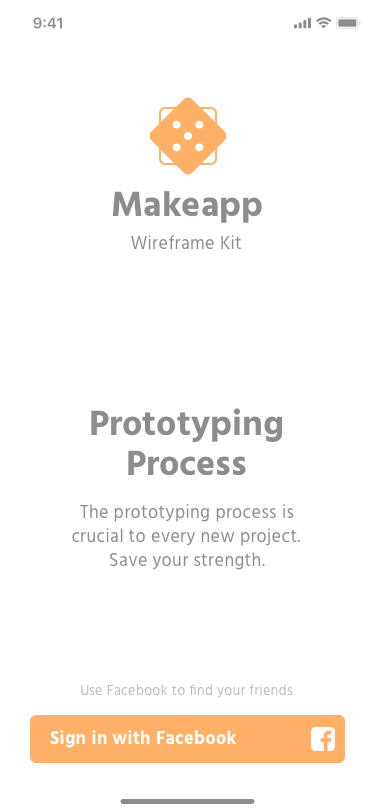 9:41
Makeapp
Wireframe Kit
Prototyping
Process
The prototyping process is
crucial to every new project.
Save your strength.
Use Facebook to find your friends
Sign in with Facebook